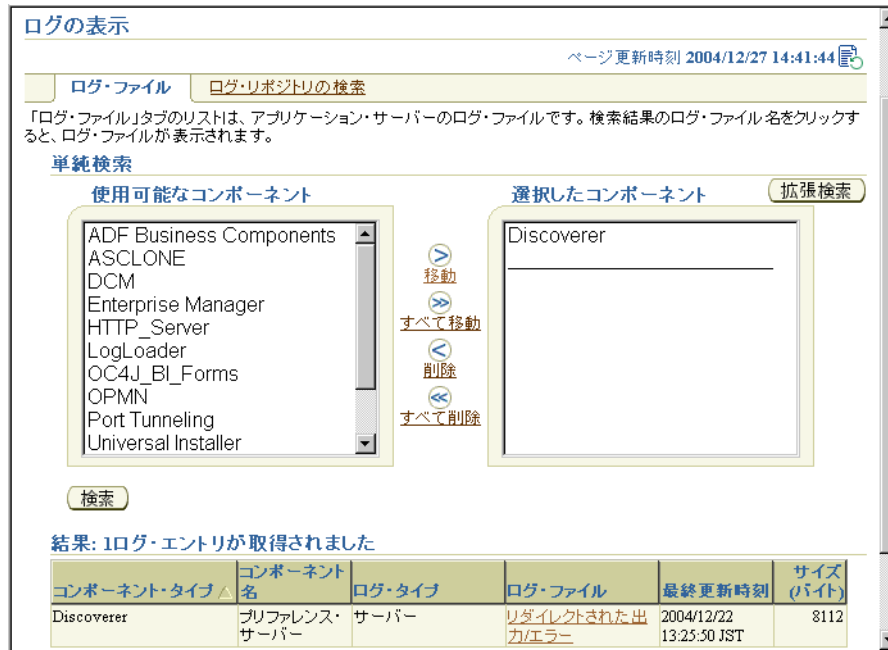 ログの表示
ページ更新時刻 2004/12/27 14:41:44
ログ・ファイル
ログ・リポジトリの検索
「ログ・ファイル」タブのリストは、アプリケーション・サーバーのログ・ファイルです。検索結果のログ・ファイル名をクリックす
ると、ログ・ファイルが表示されます。
単純検索
使用可能なコンポーネント
選択したコンポーネント
拡張検索
ADF Business Components
ASCLONE
DCM
Enterprise Manager
HTTP_Server
LogLoader
OC4J_BI_Forms
OPMN
Port Tunneling
Universal Installer
移動
すべて移動
削除
すべて削除
Discoverer
検索
結果: 1ログ・エントリが取得されました
コンポーネント・タイプ
コンポーネント
名
ログ・タイプ
ログ・ファイル
最終更新時刻
サイズ
(バイト)
Discoverer
プリファレンス・
サーバー
サーバー
リダイレクトされた出
力/エラー
2004/12/22
13:25:50 JST
8112